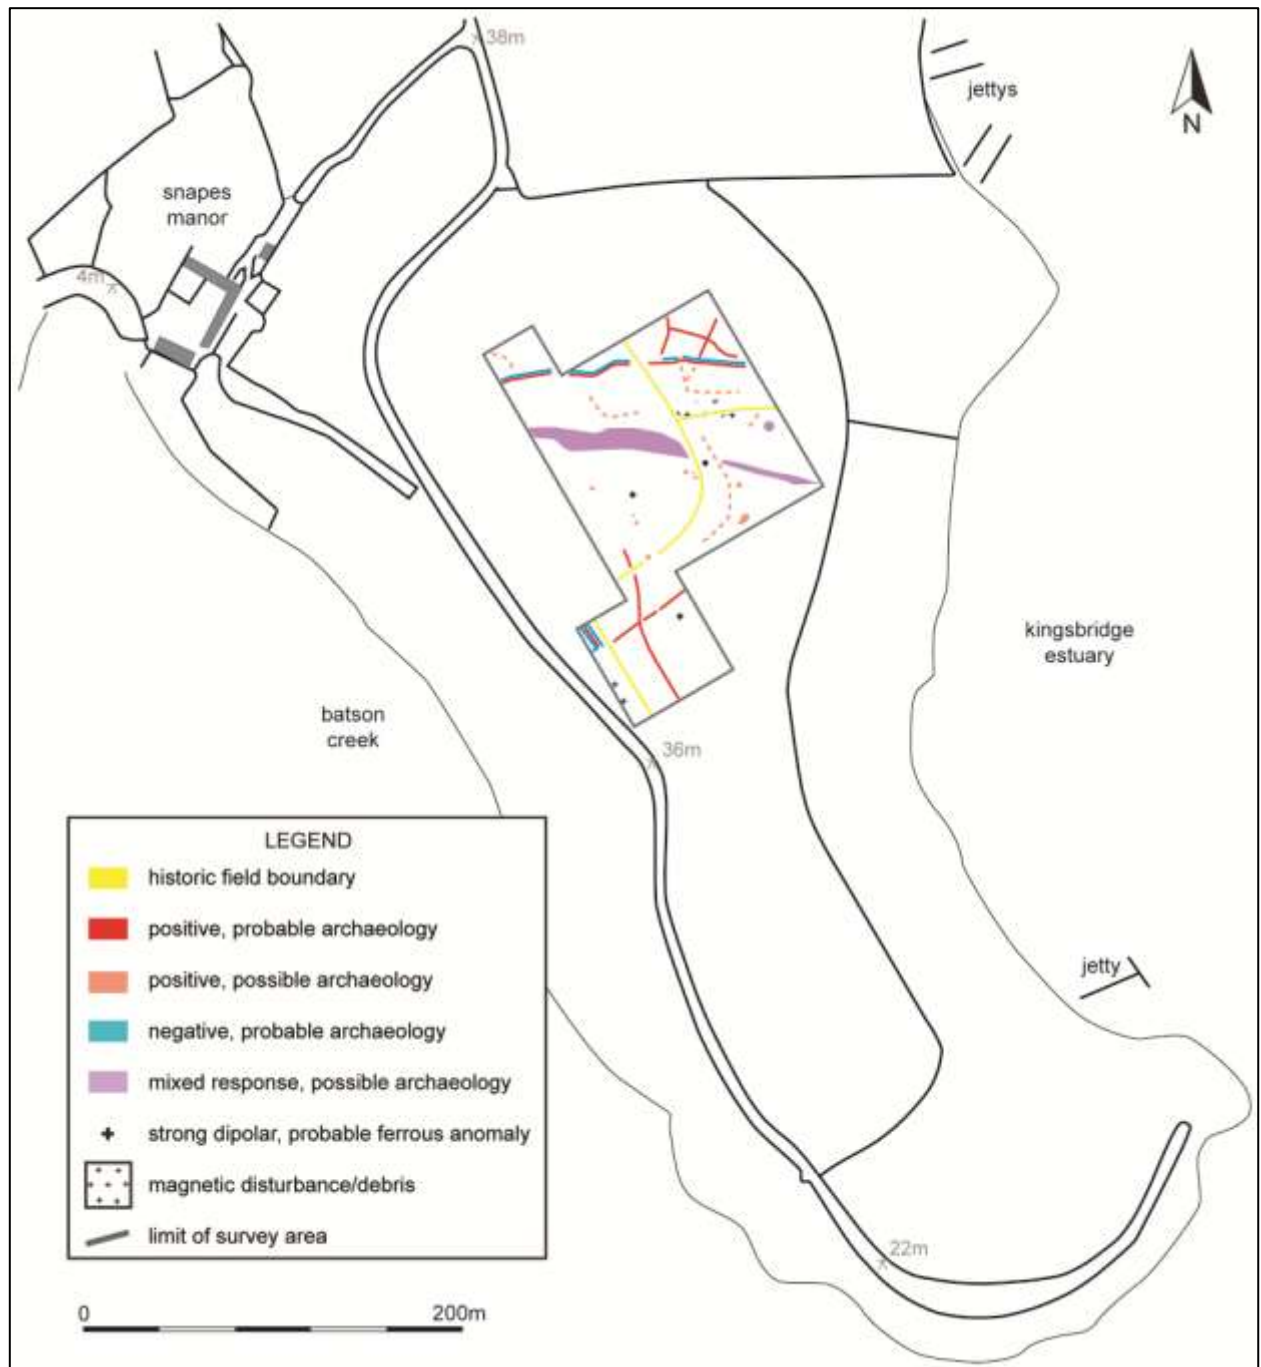 38m
jettys
N
snapes
manor
4m
kingsbridge
estuary
batson
creek
36m
LEGEND
historic field boundary
positive, probable archaeology
positive, possible archaeology
negative, probable archaeology
mixed response, possible archaeology
strong dipolar, probable ferrous anomaly
magnetic disturbance/debris
limit of survey area
jetty
22m
0 200m